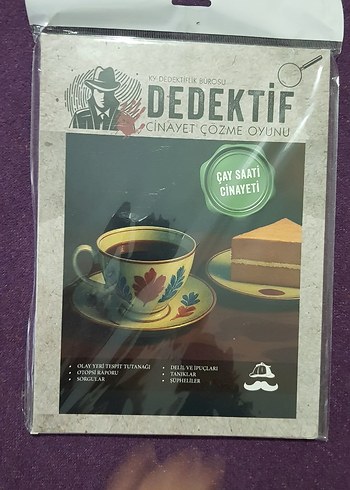 KY DEDEKTİFLİK BÜROSU
DEDEKTİF
CİNAYET ÇÖZME OYUNU
ÇAY SAATİ
CİNAYETİ
• OLAY YERİ TESPİT TUTANAĞI
• OTOPSİ RAPORU
• SORGULAR
• DELİL VE İPUÇLARI
• TANIKLAR
• ŞÜPHELİLER